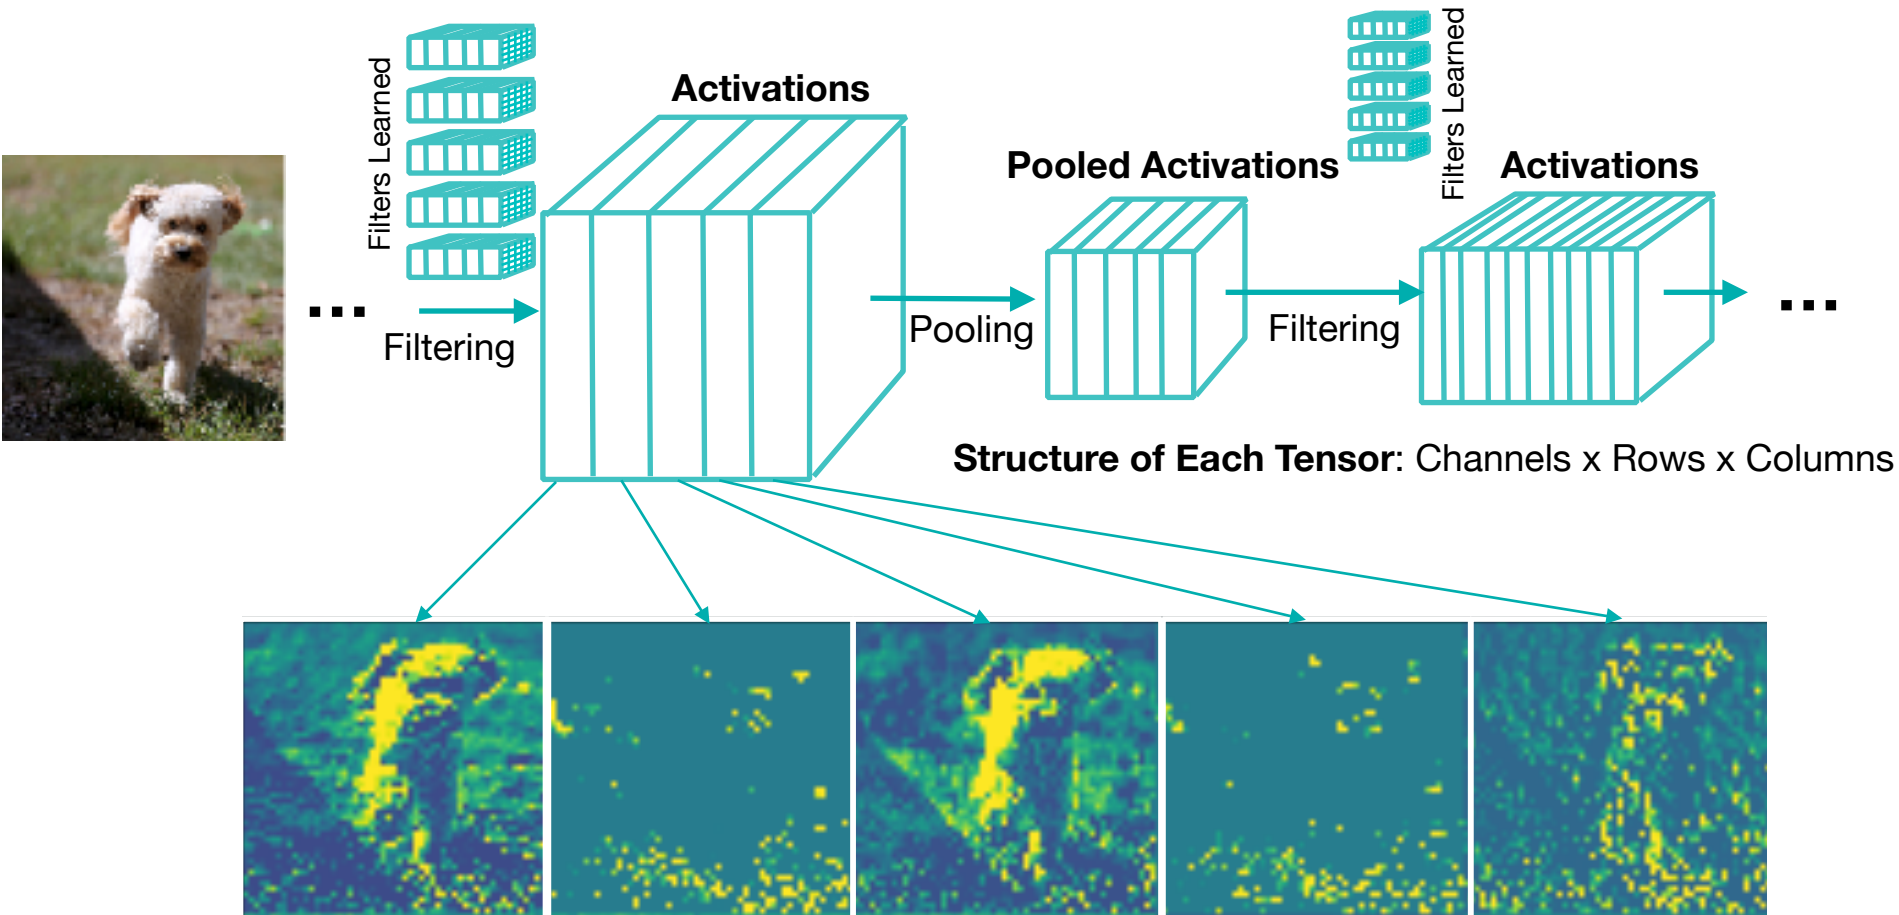 Filters Learned
Activations
Filters Learned
Pooled Activations
Activations
...
Filtering
Pooling
Filtering
...
Structure of Each Tensor: Channels x Rows x Columns